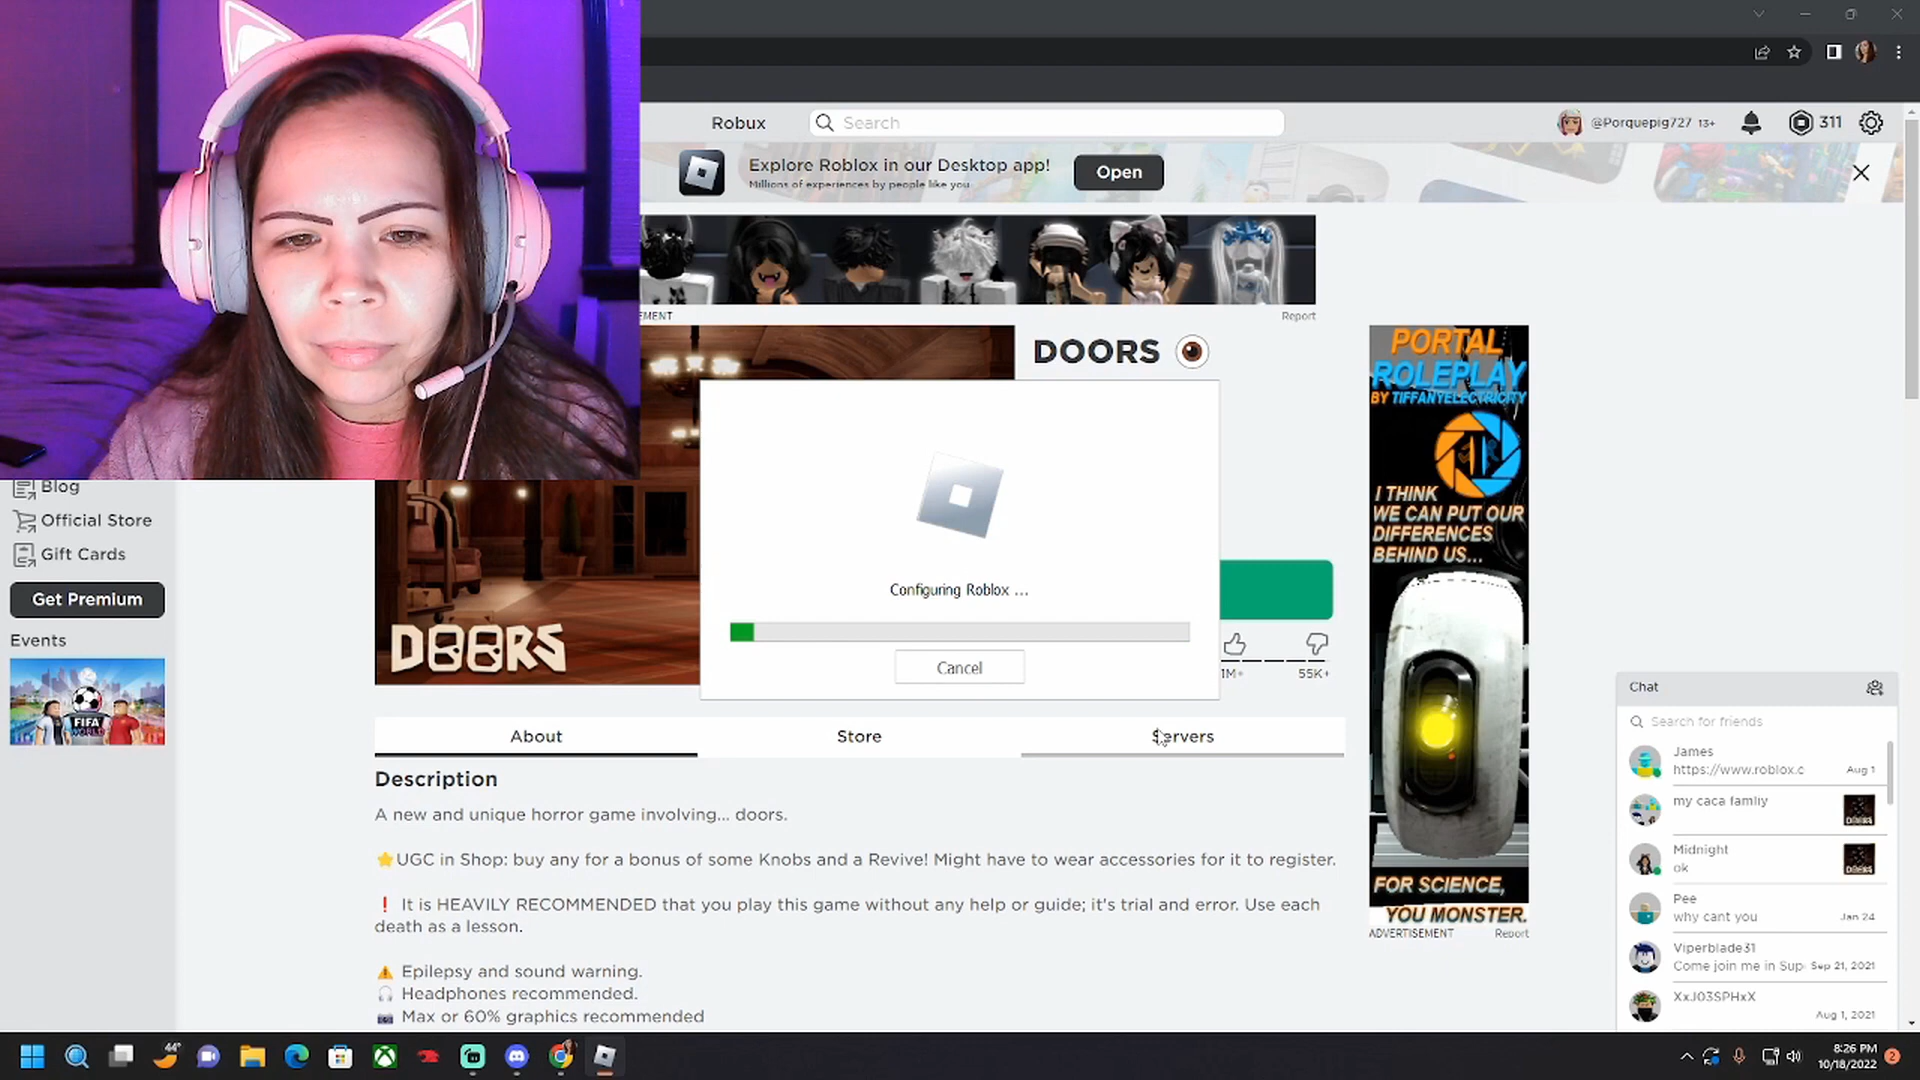 Robux
Search
@Porquepig727 13+
311
Explore Roblox in our Desktop app!
Millions of experiences by people like you
Open
EMENT
Report
DOORS
PORTAL
ROLEPLAY
BY TIFFANYELECTRICITY
I THINK
WE CAN PUT OUR
DIFFERENCES
BEHIND US...
FOR SCIENCE,
YOU MONSTER.
ADVERTISEMENT
Report
Blog
Official Store
Gift Cards
Get Premium
Events
FIFA
WORLD
DOORS
Configuring Roblox ...
Cancel
1M+
55K+
About
Store
Servers
Description
A new and unique horror game involving... doors.
⭐UGC in Shop: buy any for a bonus of some Knobs and a Revive! Might have to wear accessories for it to register.
❗ It is HEAVILY RECOMMENDED that you play this game without any help or guide; it's trial and error. Use each
death as a lesson.
⚠️ Epilepsy and sound warning.
🎧 Headphones recommended.
📷 Max or 60% graphics recommended
Chat
Search for friends
James
https://www.roblox.c Aug 1
my caca famliy
DOORS
Midnight
ok
DOORS
Pee
why cant you Jan 24
Viperblade31
Come join me in Sup Sep 21, 2021
XxJ03SPHxX
Aug 1, 2021
44°
8:26 PM
10/18/2022
2